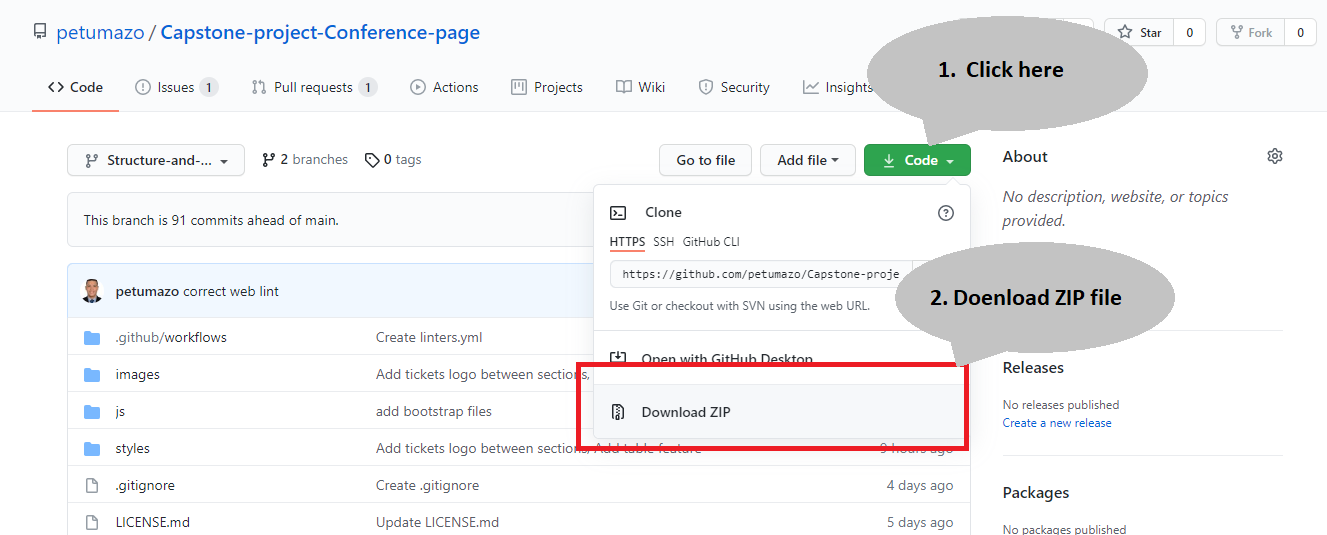 petumazo / Capstone-project-Conference-page
Star 0
Fork 0
1. Click here
Code
Issues 1
Pull requests 1
Actions
Projects
Wiki
Security
Insights
Structure-and-...
2 branches
0 tags
Go to file
Add file
Code
This branch is 91 commits ahead of main.
Clone
HTTPS SSH GitHub CLI
https://github.com/petumazo/Capstone-proje
Use Git or checkout with SVN using the web URL.
Open with GitHub Desktop
Download ZIP
2. Doenload ZIP file
petumazo correct web lint
.github/workflows Create linters.yml
images Add tickets logo between sections,
js add bootstrap files
styles Add tickets logo between sections, Add table feature 9 hours ago
.gitignore Create .gitignore 4 days ago
LICENSE.md Update LICENSE.md 5 days ago
About
No description, website, or topics
provided.
Releases
No releases published
Create a new release
Packages
No packages published